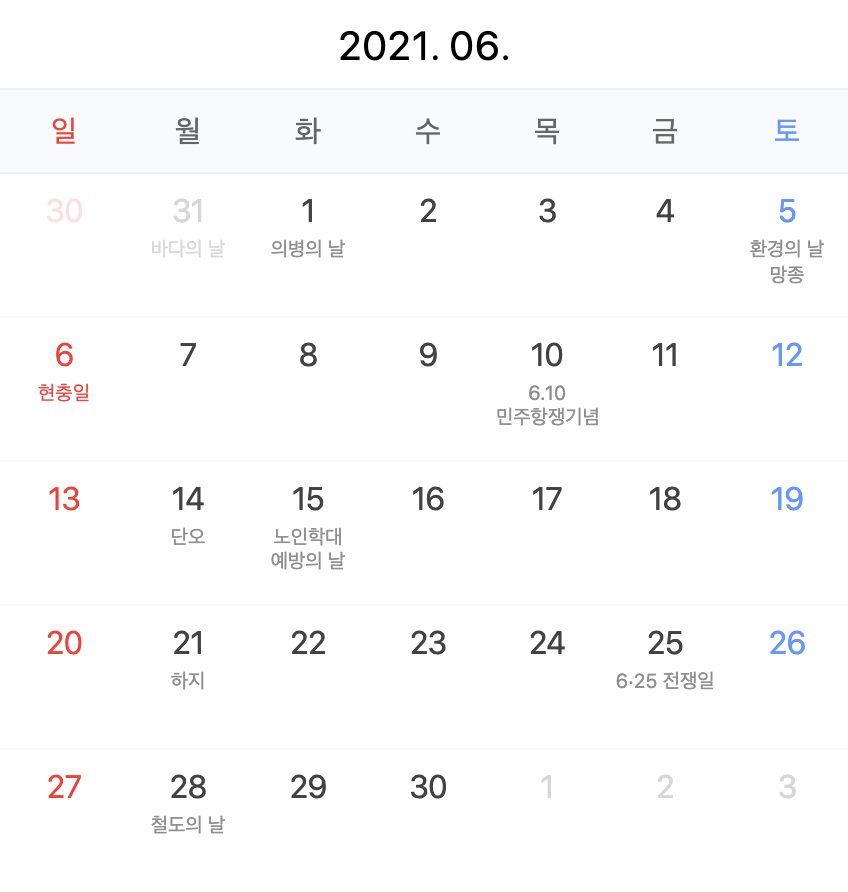 2021. 06.
일 월 화 수 목 금 토
30 31 1 2 3 4 5
바다의 날 의병의 날 환경의 날
망종
6 7 8 9 10 11 12
현충일 6.10
민주항쟁기념
13 14 15 16 17 18 19
단오 노인학대
예방의 날
20 21 22 23 24 25 26
하지 6·25 전쟁일
27 28 29 30 1 2 3
철도의 날